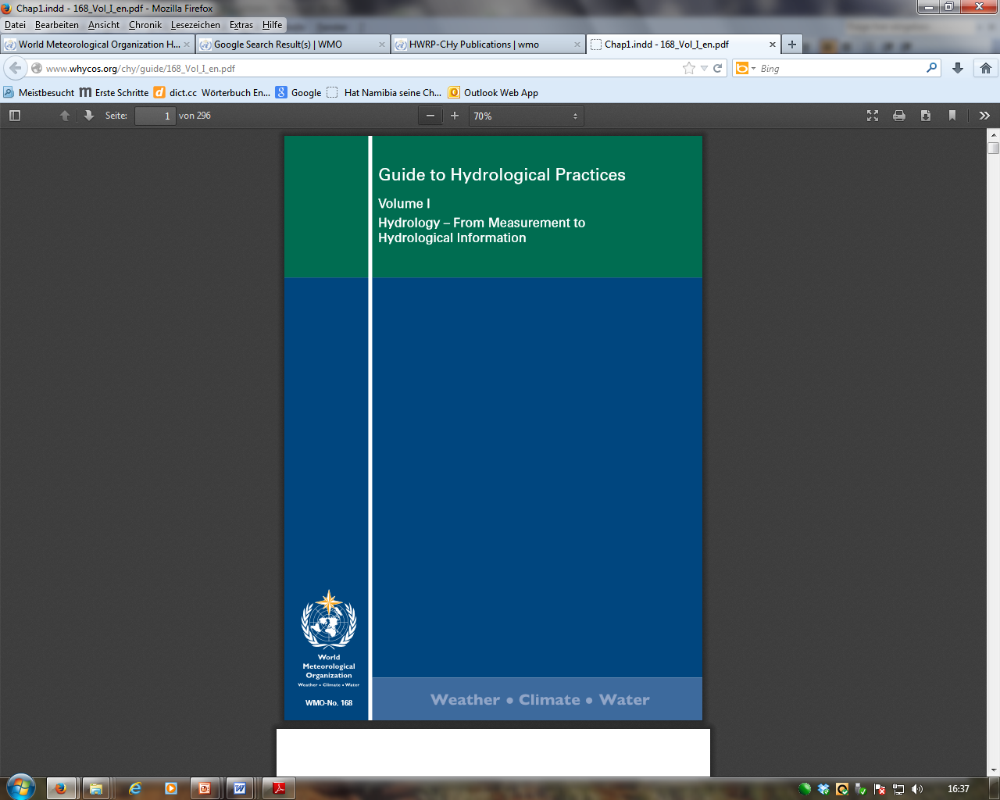 Chap1.indd - 168_Vol_I_en.pdf - Mozilla Firefox
Datei Bearbeiten Ansicht Chronik Lesezeichen Extras Hilfe
World Meteorological Organization H... Google Search Result(s) | WMO HWRP-CHy Publications | wmo Chap1.indd - 168_Vol_I_en.pdf
www.whycos.org/chy/guide/168_Vol_I_en.pdf Bing
Meistbesucht Erste Schritte dict.cc Wörterbuch En... Google Hat Namibia seine Ch... Outlook Web App
Seite: 1 von 296 70%
Guide to Hydrological Practices
Volume I
Hydrology – From Measurement to
Hydrological Information
World
Meteorological
Organization
Weather • Climate • Water
WMO-No. 168
Weather • Climate • Water
16:37